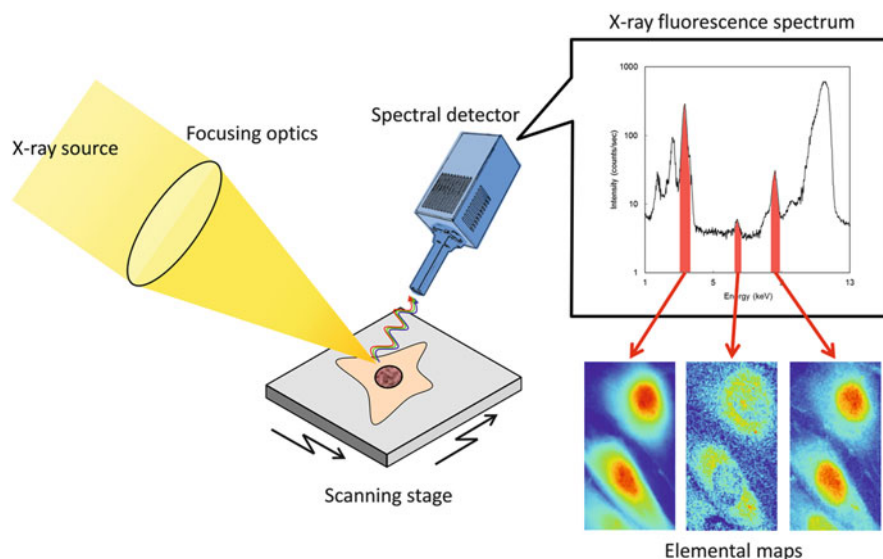 X-ray fluorescence spectrum
X-ray source
Focusing optics
Spectral detector
Intensity (counts/sec)
1000
100
10
1
1
5
13
Energy (keV)
Scanning stage
Elemental maps